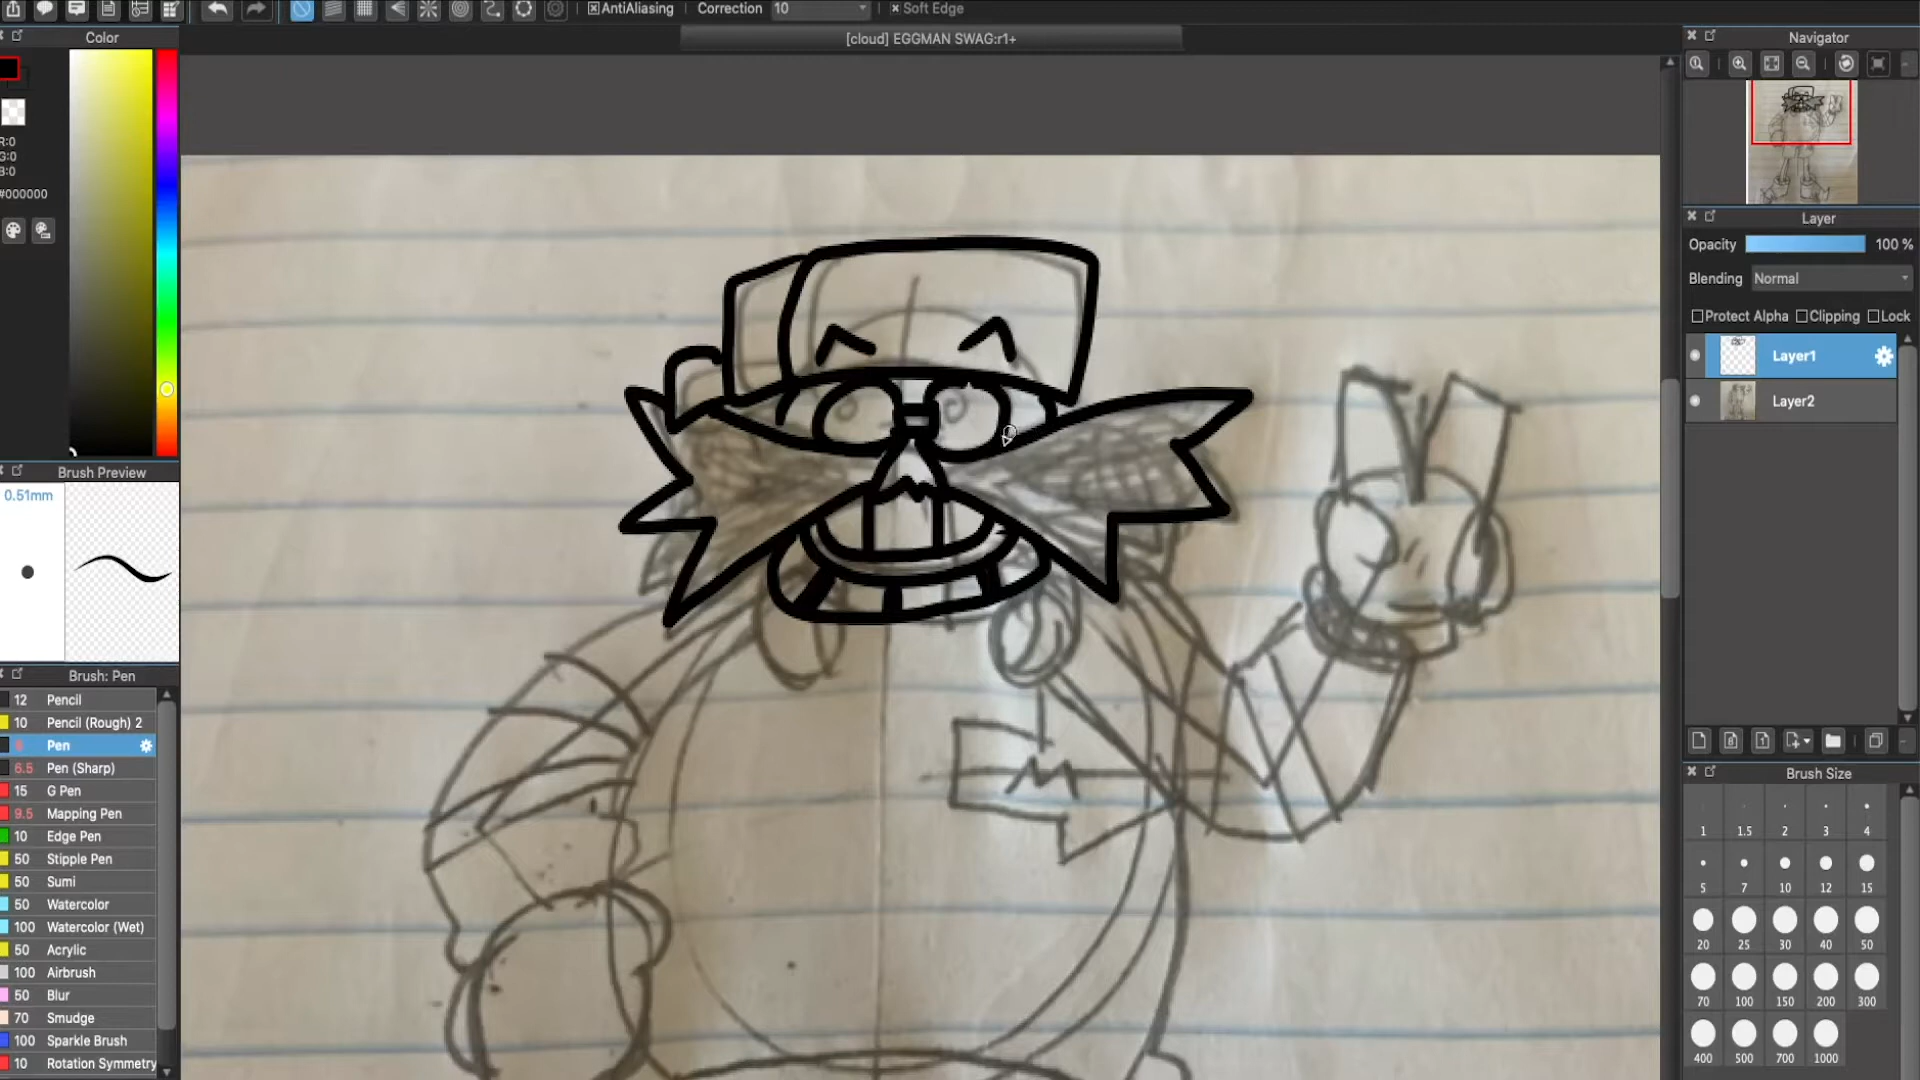 AntiAliasing Correction 10 Soft Edge
Color
[cloud] EGGMAN SWAG:r1+
Navigator
R:0
G:0
B:0
#000000
Layer
Opacity 100 %
Blending Normal
Protect Alpha Clipping Lock
Layer1
Layer2
Brush Preview
0.51mm
Brush: Pen
12 Pencil
10 Pencil (Rough) 2
Pen
6.5 Pen (Sharp)
15 G Pen
9.5 Mapping Pen
10 Edge Pen
50 Stipple Pen
50 Sumi
50 Watercolor
100 Watercolor (Wet)
50 Acrylic
100 Airbrush
50 Blur
70 Smudge
100 Sparkle Brush
10 Rotation Symmetry
Brush Size
1 1.5 2 3 4
5 7 10 12 15
20 25 30 40 50
70 100 150 200 300
400 500 700 1000